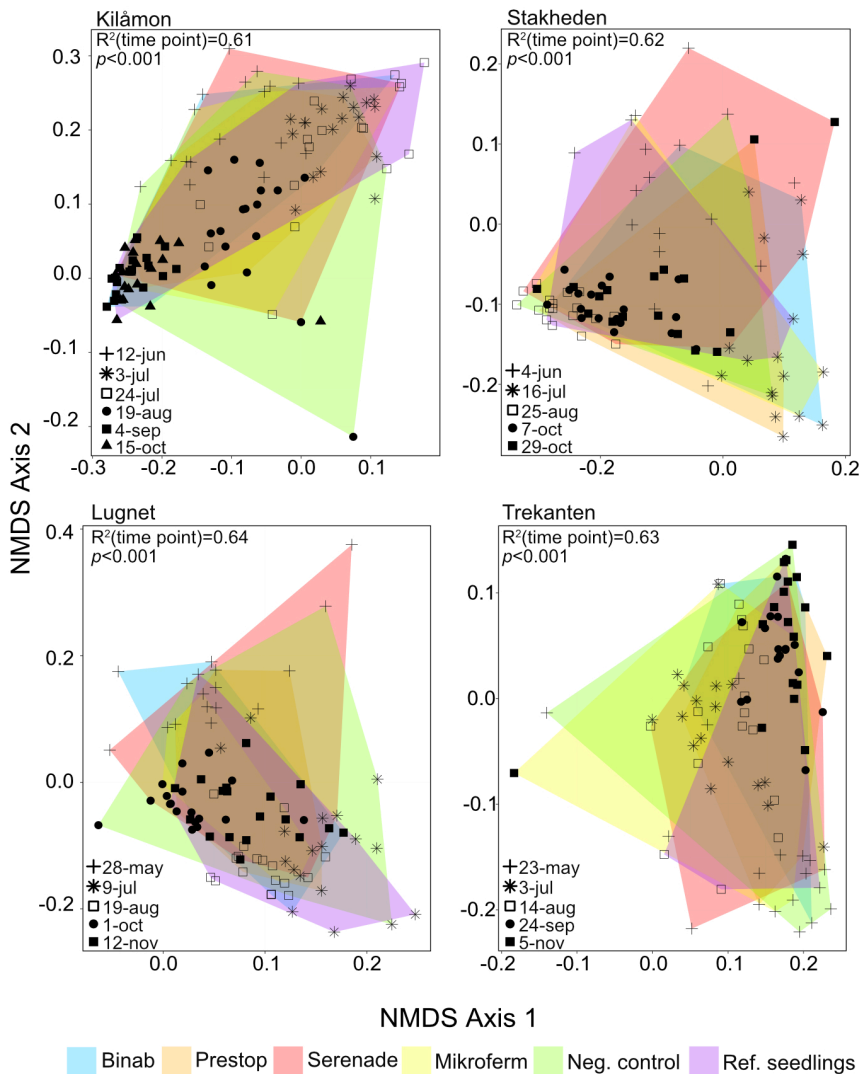 Kilåmon
R²(time point)=0.61
p<0.001
0.3
0.2
0.1
0.0
-0.1
-0.2
+12-jun
3-jul
24-jul
19-aug
4-sep
15-oct
-0.3 -0.2 -0.1 0.0 0.1
Stakheden
R²(time point)=0.62
p<0.001
0.2
0.1
0.0
-0.1
-0.2
4-jun
16-jul
25-aug
7-oct
29-oct
-0.2 0.0 0.2
NMDS Axis 2
Lugnet
R²(time point)=0.64
p<0.001
0.4
0.2
0.0
-0.2
28-may
9-jul
19-aug
1-oct
12-nov
0.0 0.1 0.2
Trekanten
R²(time point)=0.63
p<0.001
0.1
0.0
-0.1
-0.2
23-may
3-jul
14-aug
24-sep
5-nov
-0.2 -0.1 0.0 0.1 0.2
NMDS Axis 1
Binab Prestop Serenade Mikroferm Neg. control Ref. seedlings